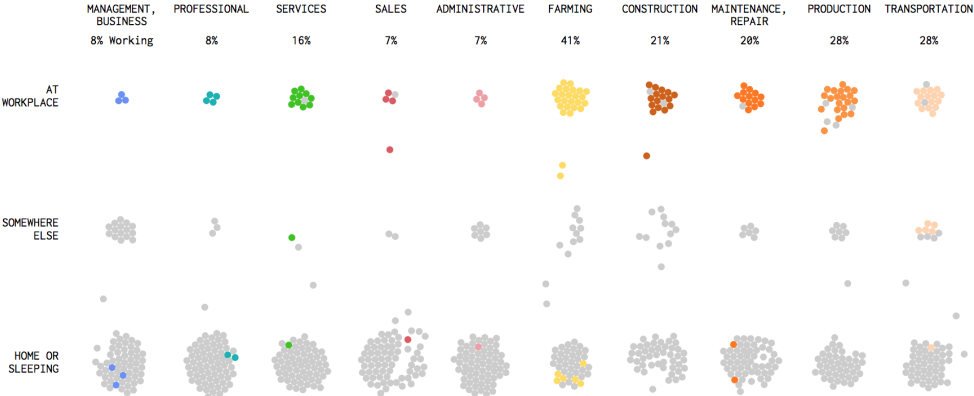 MANAGEMENT, BUSINESS
PROFESSIONAL
SERVICES
SALES
ADMINISTRATIVE
FARMING
CONSTRUCTION
MAINTENANCE, REPAIR
PRODUCTION
TRANSPORTATION
8% Working
8%
16%
7%
7%
41%
21%
20%
28%
28%
AT
WORKPLACE
SOMEWHERE
ELSE
HOME OR
SLEEPING